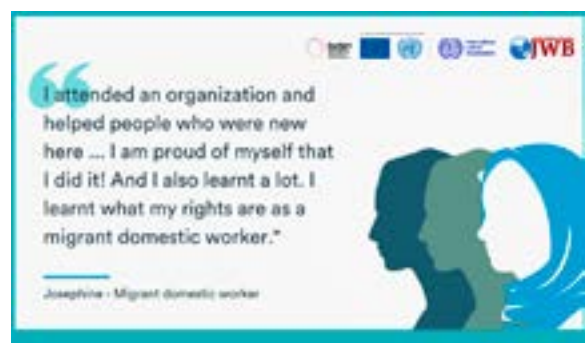 JWB
I attended an organization and
helped people who were new
here .... I am proud of myself that
I did it! And I also learnt a lot. I
learnt what my rights are as a
migrant domestic worker."
Josephine - Migrant domestic worker